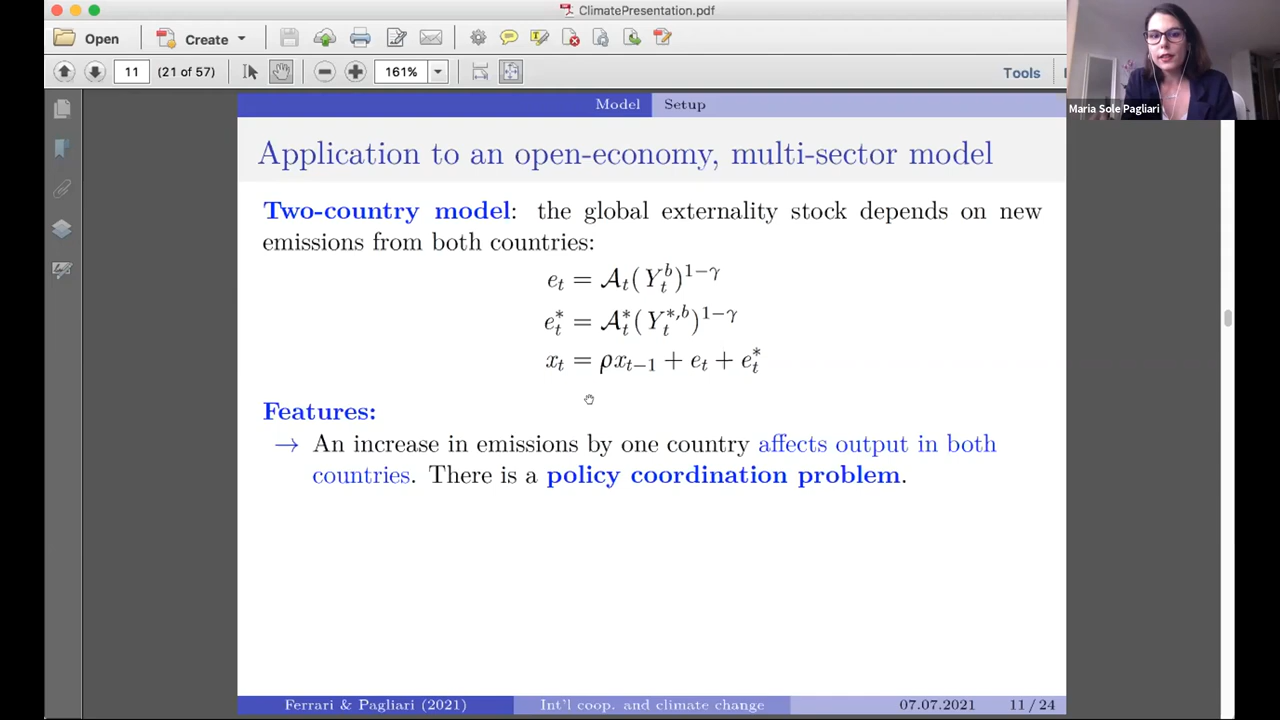 ClimatePresentation.pdf
Open
Create
11 (21 of 57)
161%
Tools
Maria Sole Pagliari
Model Setup
Application to an open-economy, multi-sector model
Two-country model: the global externality stock depends on new
emissions from both countries:
e_t = 𝒜_t(Y_t^b)^{1−γ}
e_t^* = 𝒜_t^*(Y_t^{*,b})^{1−γ}
x_t = ρx_{t−1} + e_t + e_t^*
Features:
→ An increase in emissions by one country affects output in both
countries. There is a policy coordination problem.
Ferrari & Pagliari (2021) Int'l coop. and climate change 07.07.2021 11 / 24